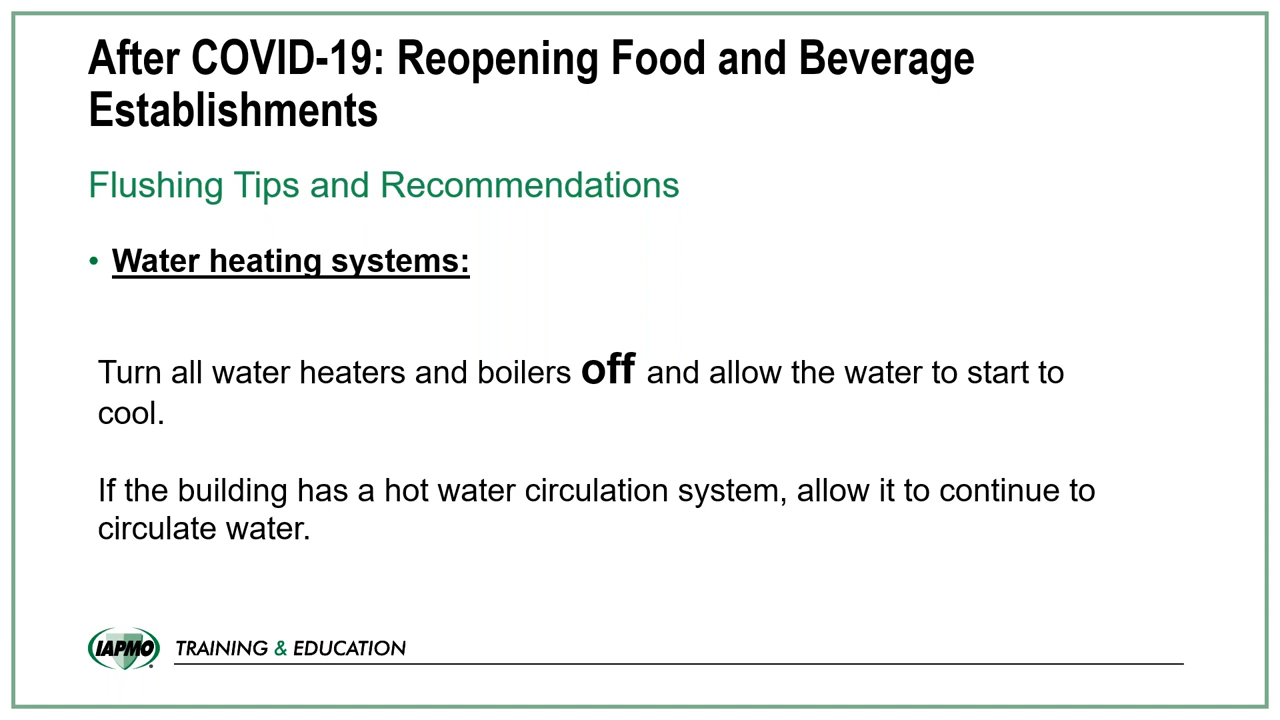 After COVID-19: Reopening Food and Beverage
Establishments
Flushing Tips and Recommendations
• Water heating systems:
Turn all water heaters and boilers off and allow the water to start to
cool.
If the building has a hot water circulation system, allow it to continue to
circulate water.
IAPMO TRAINING & EDUCATION